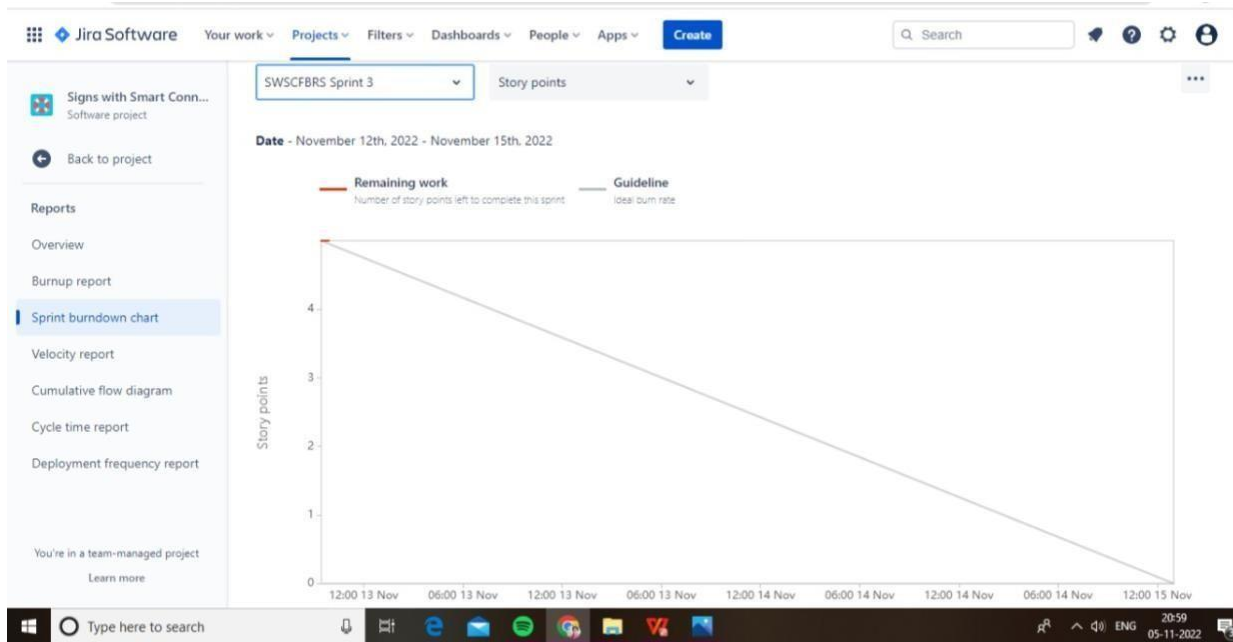 Jira Software Your work Projects Filters Dashboards People Apps Create Search
SWSCFBRS Sprint 3 Story points
Signs with Smart Conn...
Software project
Back to project
Reports
Overview
Burnup report
Sprint burndown chart
Velocity report
Cumulative flow diagram
Cycle time report
Deployment frequency report
You're in a team-managed project
Learn more
Date - November 12th, 2022 - November 15th, 2022
Remaining work Guideline
Number of story points left to complete this sprint Ideal burn rate
Story points
4
3
2
1
0
12:00 13 Nov 06:00 13 Nov 12:00 13 Nov 06:00 13 Nov 12:00 14 Nov 06:00 14 Nov 12:00 14 Nov 06:00 14 Nov 12:00 15 Nov
Type here to search ENG 20:59
05-11-2022